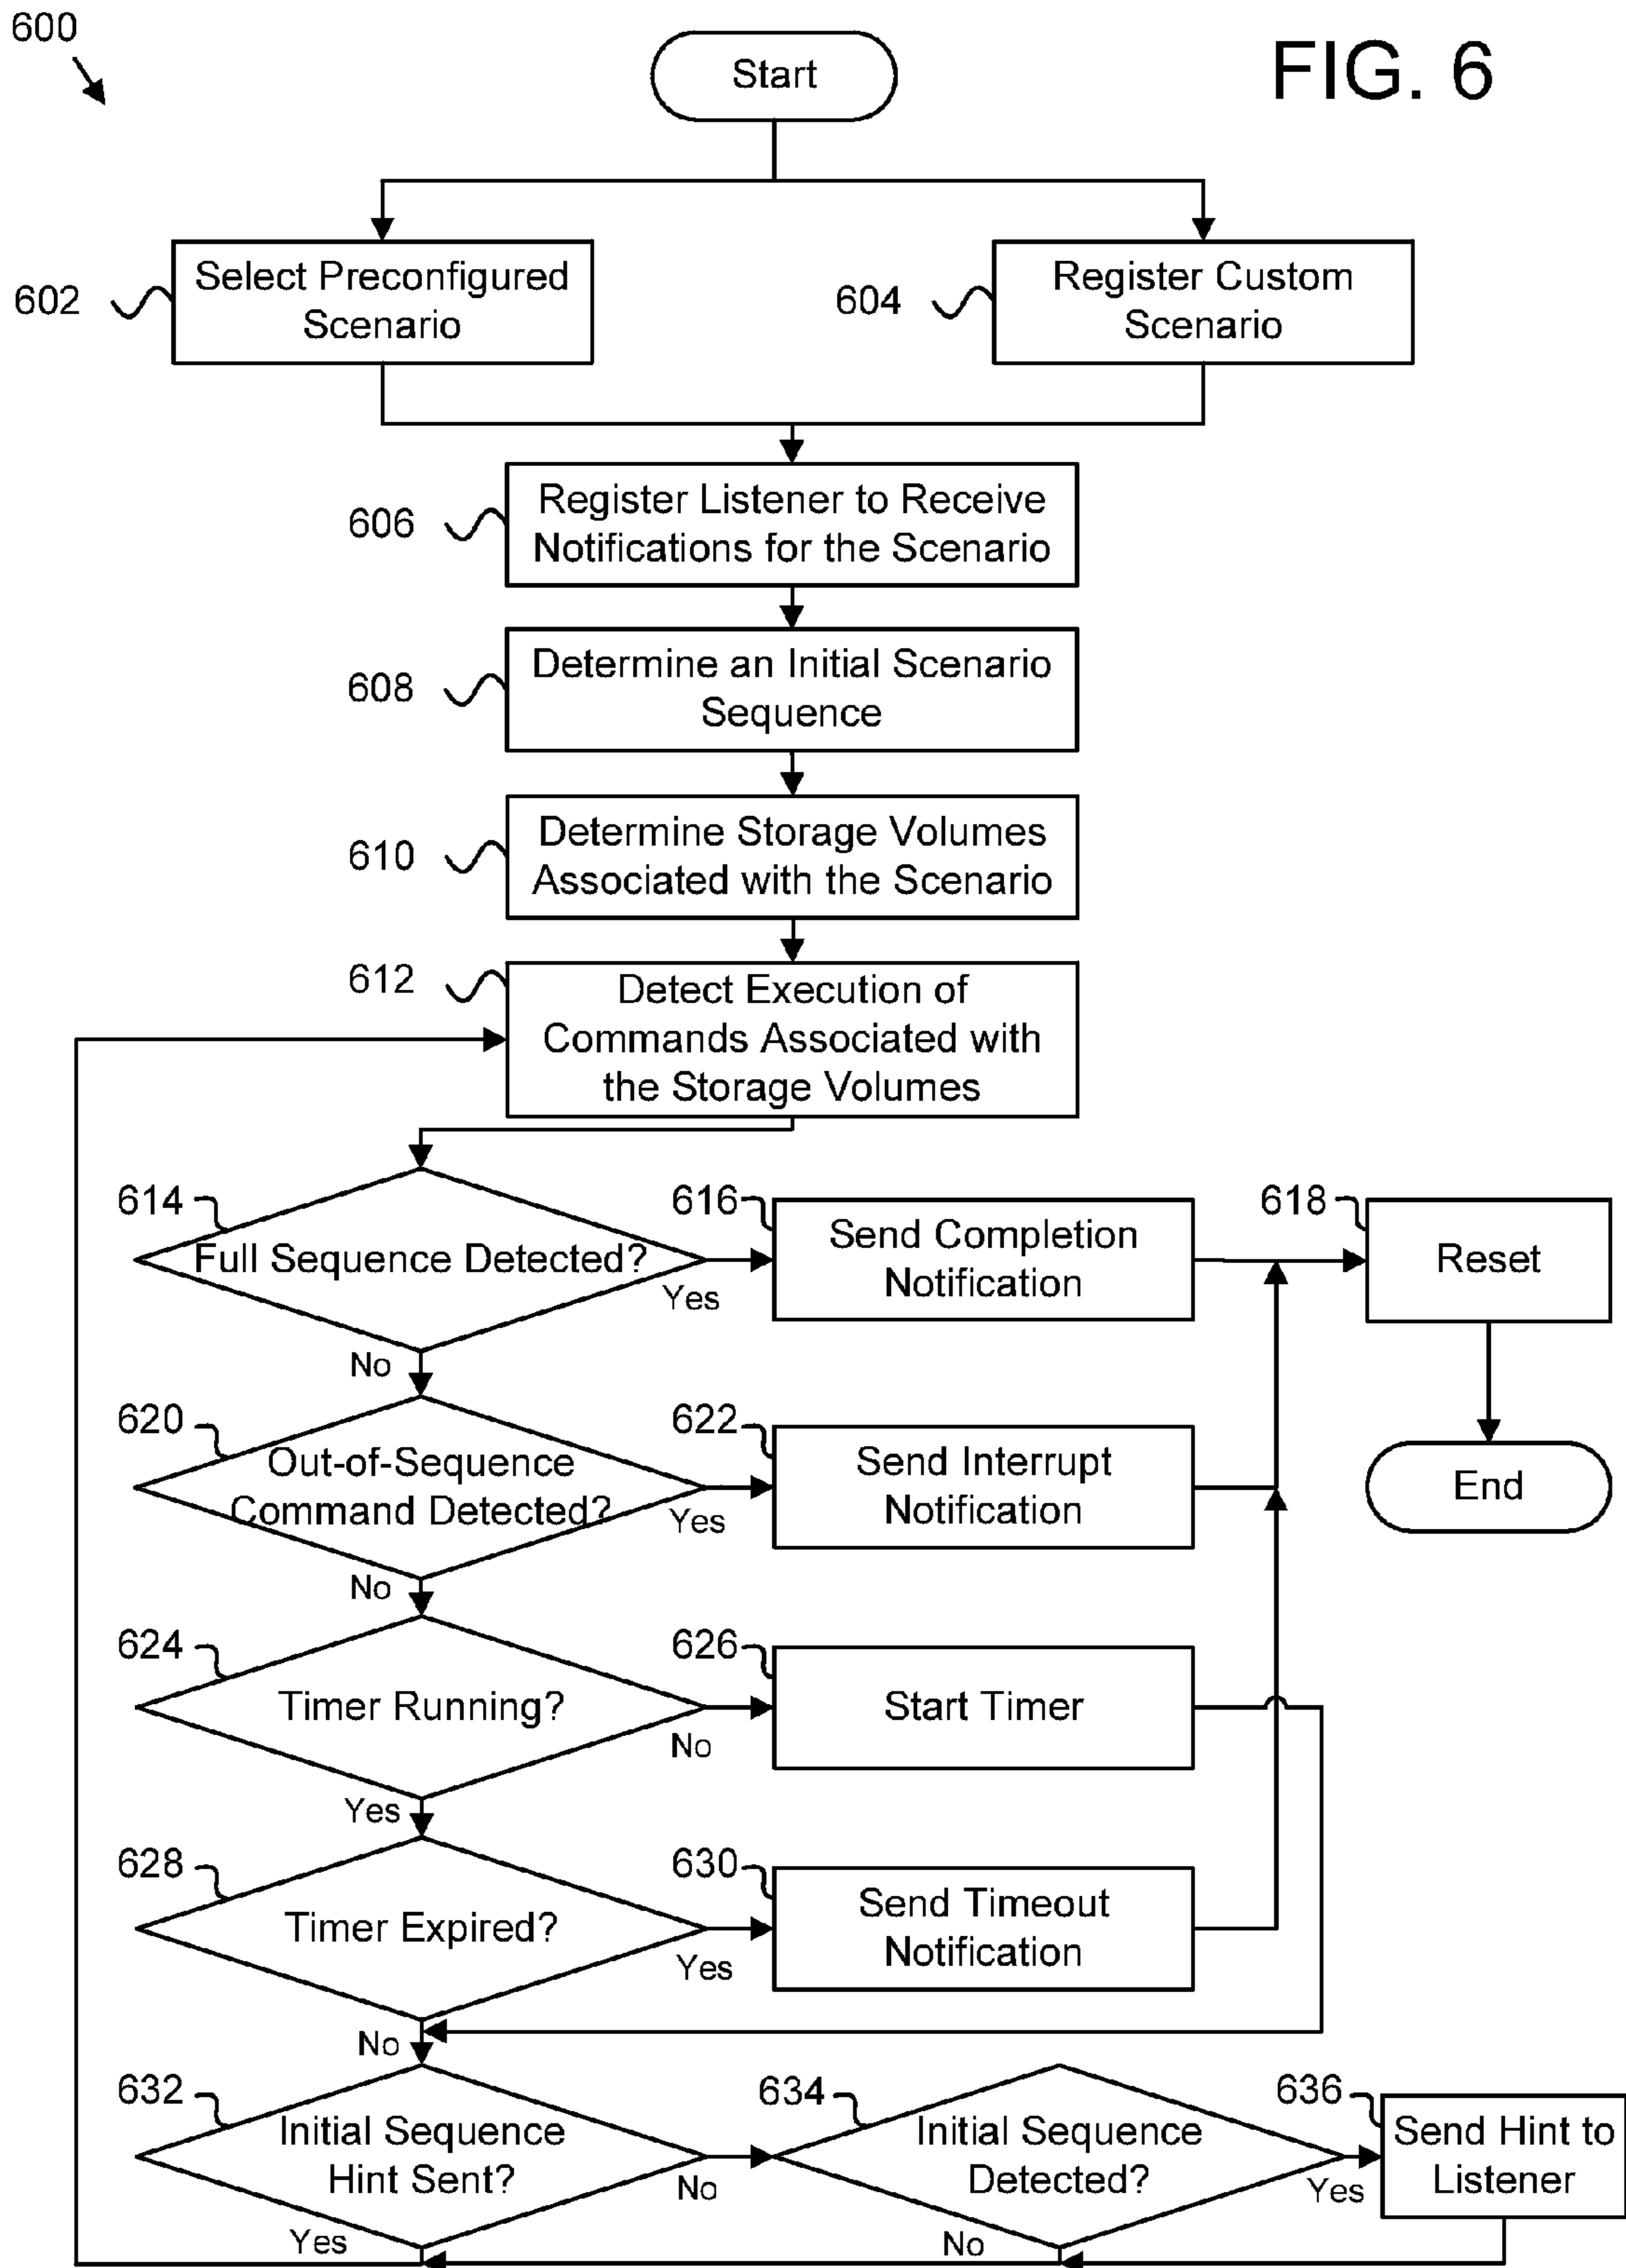 600
Start
FIG. 6
602
Select Preconfigured
Scenario
604
Register Custom
Scenario
606
Register Listener to Receive
Notifications for the Scenario
608
Determine an Initial Scenario
Sequence
610
Determine Storage Volumes
Associated with the Scenario
612
Detect Execution of
Commands Associated with
the Storage Volumes
614
Full Sequence Detected?
Yes
No
616
Send Completion
Notification
618
Reset
End
620
Out-of-Sequence
Command Detected?
Yes
No
622
Send Interrupt
Notification
624
Timer Running?
No
Yes
626
Start Timer
628
Timer Expired?
Yes
No
630
Send Timeout
Notification
632
Initial Sequence
Hint Sent?
No
Yes
634
Initial Sequence
Detected?
Yes
No
636
Send Hint to
Listener